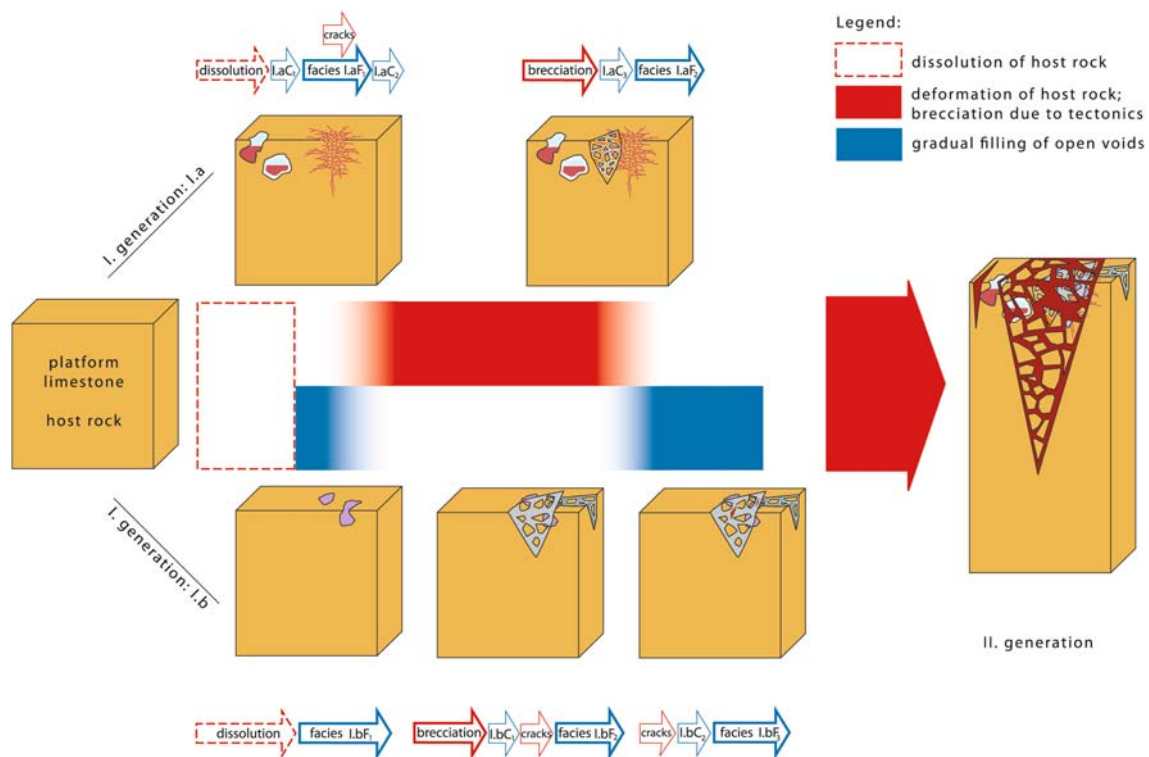 Legend:
dissolution of host rock
deformation of host rock;
brecciation due to tectonics
gradual filling of open voids
cracks
dissolution I.aC₁ facies I.aF₁ I.aC₂
brecciation I.aC₃ facies I.aF₂
I. generation: I.a
platform
limestone
host rock
I. generation: I.b
II. generation
dissolution facies I.bF₁ brecciation I.bC₁ cracks facies I.bF₂ cracks I.bC₂ facies I.bF₃